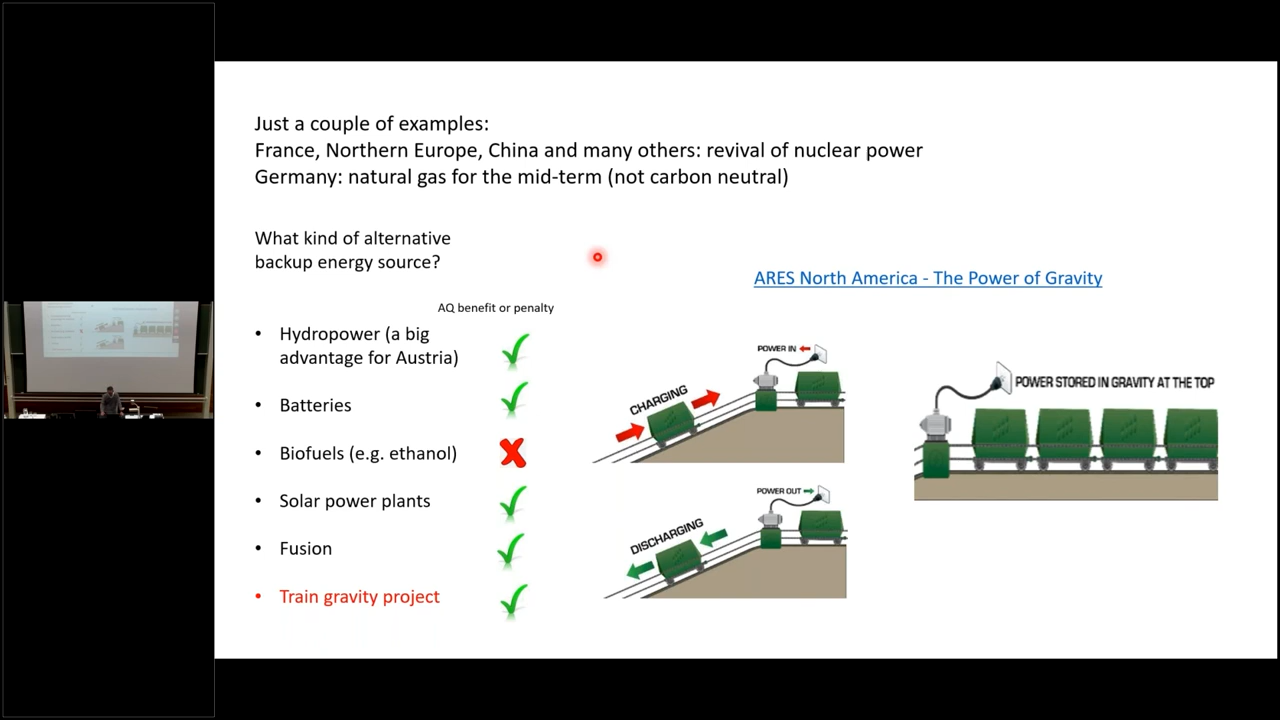 Just a couple of examples:
France, Northern Europe, China and many others: revival of nuclear power
Germany: natural gas for the mid-term (not carbon neutral)
What kind of alternative
backup energy source?
ARES North America - The Power of Gravity
AQ benefit or penalty
• Hydropower (a big
advantage for Austria)
• Batteries
• Biofuels (e.g. ethanol)
• Solar power plants
• Fusion
• Train gravity project
POWER IN
CHARGING
POWER OUT
DISCHARGING
POWER STORED IN GRAVITY AT THE TOP